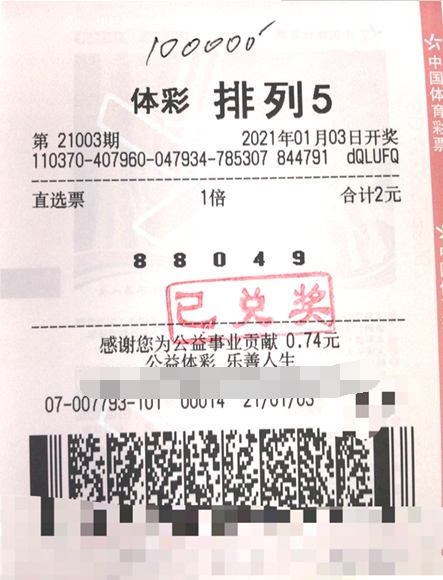 100000
体彩 排列5
第 21003期 2021年01月03日开奖
110370-407960-047934-785307 844791 dQLUFQ
直选票 1倍 合计2元
8 8 0 4 9
已兑奖
感谢您为公益事业贡献 0.74元
公益体彩 乐善人生
07-007793-101 00014 21/01/03
中国体育彩票